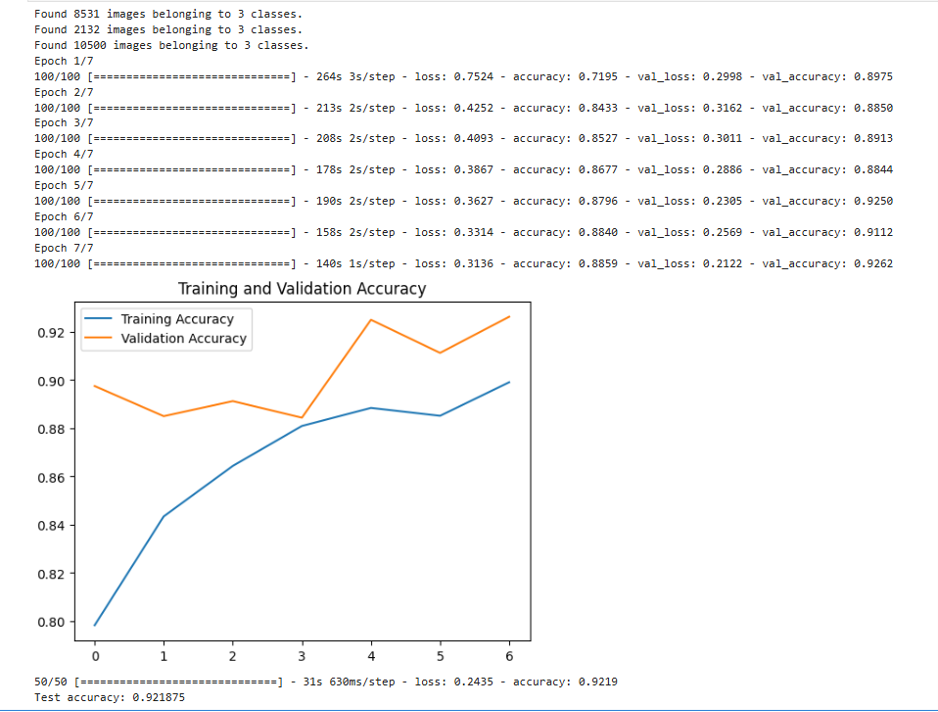 Found 8531 images belonging to 3 classes.
Found 2132 images belonging to 3 classes.
Found 10500 images belonging to 3 classes.
Epoch 1/7
100/100 [==============================] - 264s 3s/step - loss: 0.7524 - accuracy: 0.7195 - val_loss: 0.2998 - val_accuracy: 0.8975
Epoch 2/7
100/100 [==============================] - 213s 2s/step - loss: 0.4252 - accuracy: 0.8433 - val_loss: 0.3162 - val_accuracy: 0.8850
Epoch 3/7
100/100 [==============================] - 208s 2s/step - loss: 0.4093 - accuracy: 0.8527 - val_loss: 0.3011 - val_accuracy: 0.8913
Epoch 4/7
100/100 [==============================] - 178s 2s/step - loss: 0.3867 - accuracy: 0.8677 - val_loss: 0.2886 - val_accuracy: 0.8844
Epoch 5/7
100/100 [==============================] - 190s 2s/step - loss: 0.3627 - accuracy: 0.8796 - val_loss: 0.2305 - val_accuracy: 0.9250
Epoch 6/7
100/100 [==============================] - 158s 2s/step - loss: 0.3314 - accuracy: 0.8840 - val_loss: 0.2569 - val_accuracy: 0.9112
Epoch 7/7
100/100 [==============================] - 140s 1s/step - loss: 0.3136 - accuracy: 0.8859 - val_loss: 0.2122 - val_accuracy: 0.9262
Training and Validation Accuracy
Training Accuracy
Validation Accuracy
0.92
0.90
0.88
0.86
0.84
0.82
0.80
0 1 2 3 4 5 6
50/50 [==============================] - 31s 630ms/step - loss: 0.2435 - accuracy: 0.9219
Test accuracy: 0.921875